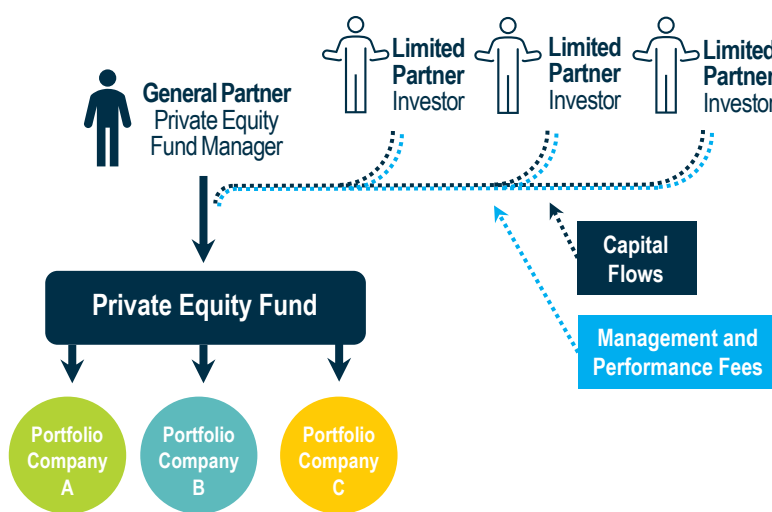 General Partner
Private Equity
Fund Manager
Limited
Partner
Investor
Limited
Partner
Investor
Limited
Partner
Investor
Capital
Flows
Management and
Performance Fees
Private Equity Fund
Portfolio
Company
A
Portfolio
Company
B
Portfolio
Company
C